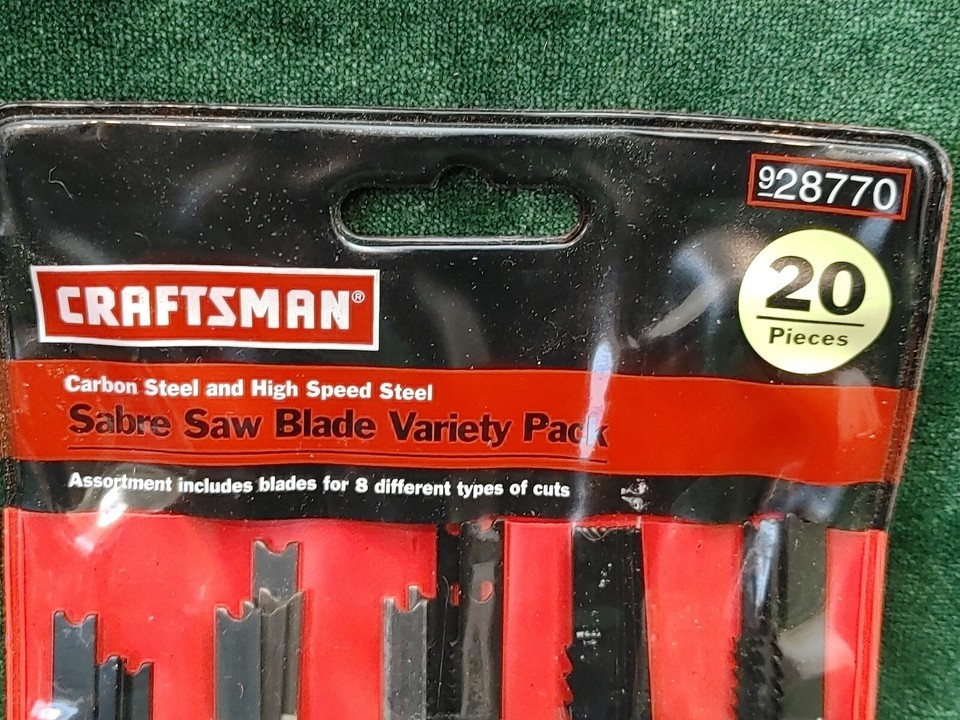 928770
20
Pieces
CRAFTSMAN®
Carbon Steel and High Speed Steel
Sabre Saw Blade Variety Pack
Assortment includes blades for 8 different types of cuts